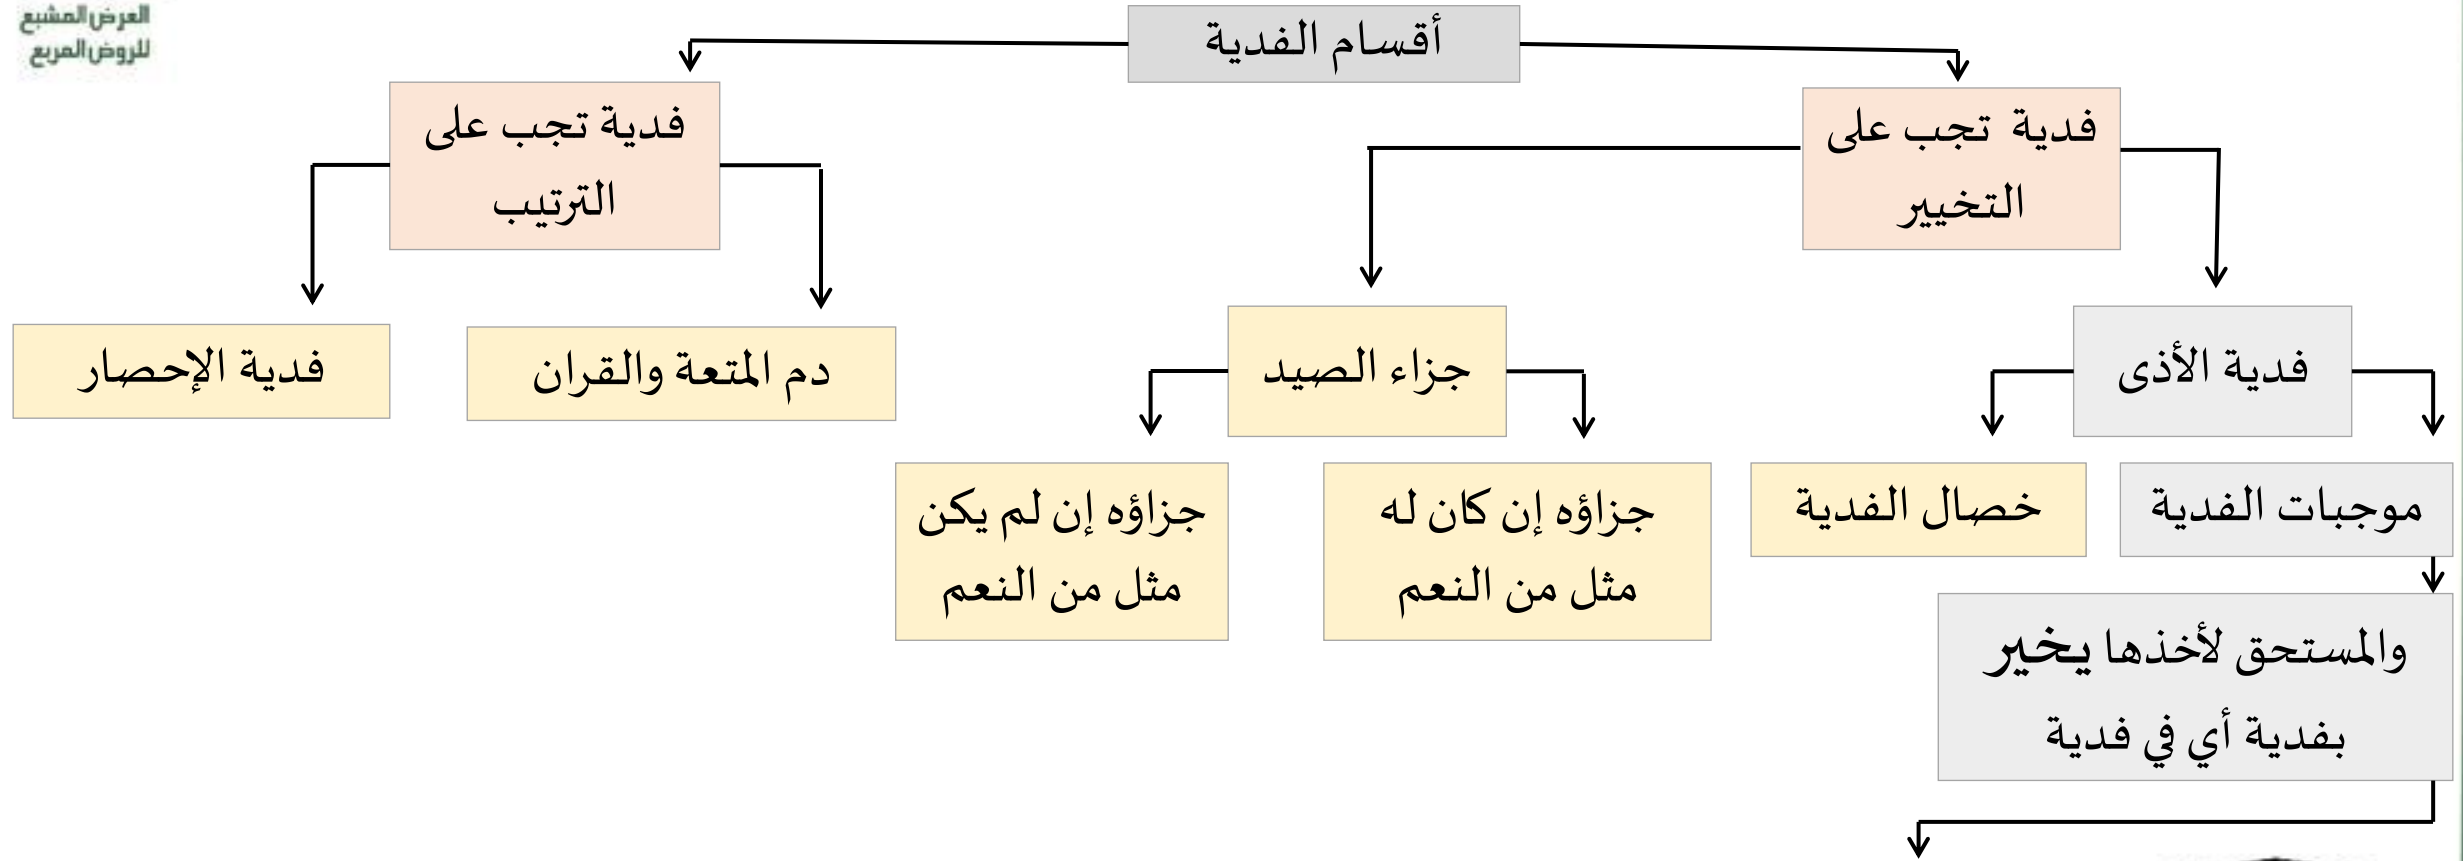 العرض المشبع
للروض المربع
أقسام الفدية
فدية تجب على
التخيير
فدية تجب على
الترتيب
فدية الأذى
جزاء الصيد
دم المتعة والقران
فدية الإحصار
موجبات الفدية
خصال الفدية
جزاؤه إن كان له
مثل من النعم
جزاؤه إن لم يكن
مثل من النعم
والمستحق لأخذها يخير
بفدية أي في فدية